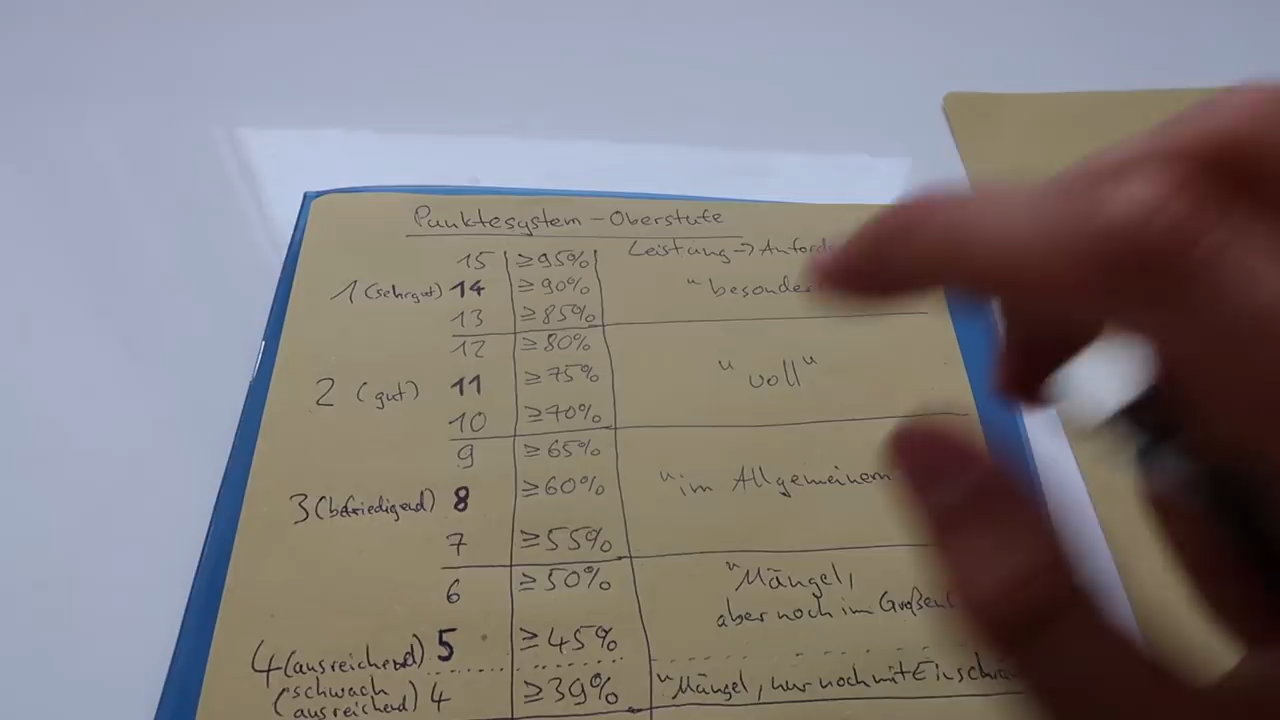 Punktesystem - Oberstufe
Leistung → Anford
15 ≥95%
1 (sehr gut) 14 ≥90% "besonder
13 ≥85%
12 ≥80%
2 (gut) 11 ≥75% "voll"
10 ≥70%
9 ≥65%
3 (befriedigend) 8 ≥60% "im Allgemeinen
7 ≥55%
6 ≥50% "Mängel,
aber noch im Großen
4 (ausreichend) 5 ≥45%
(schwach
ausreichend) 4 ≥39% "Mängel, nur noch mit Einschrän